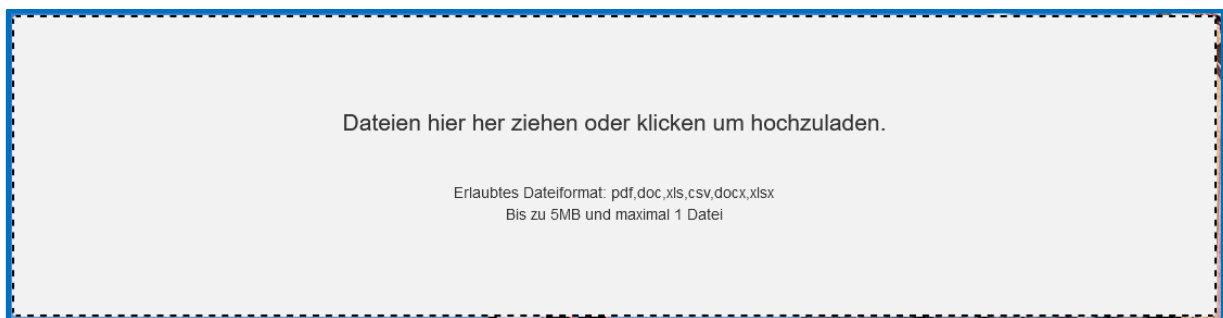 Dateien hier her ziehen oder klicken um hochzuladen.
Erlaubtes Dateiformat: pdf,doc,xls,csv,docx,xlsx
Bis zu 5MB und maximal 1 Datei